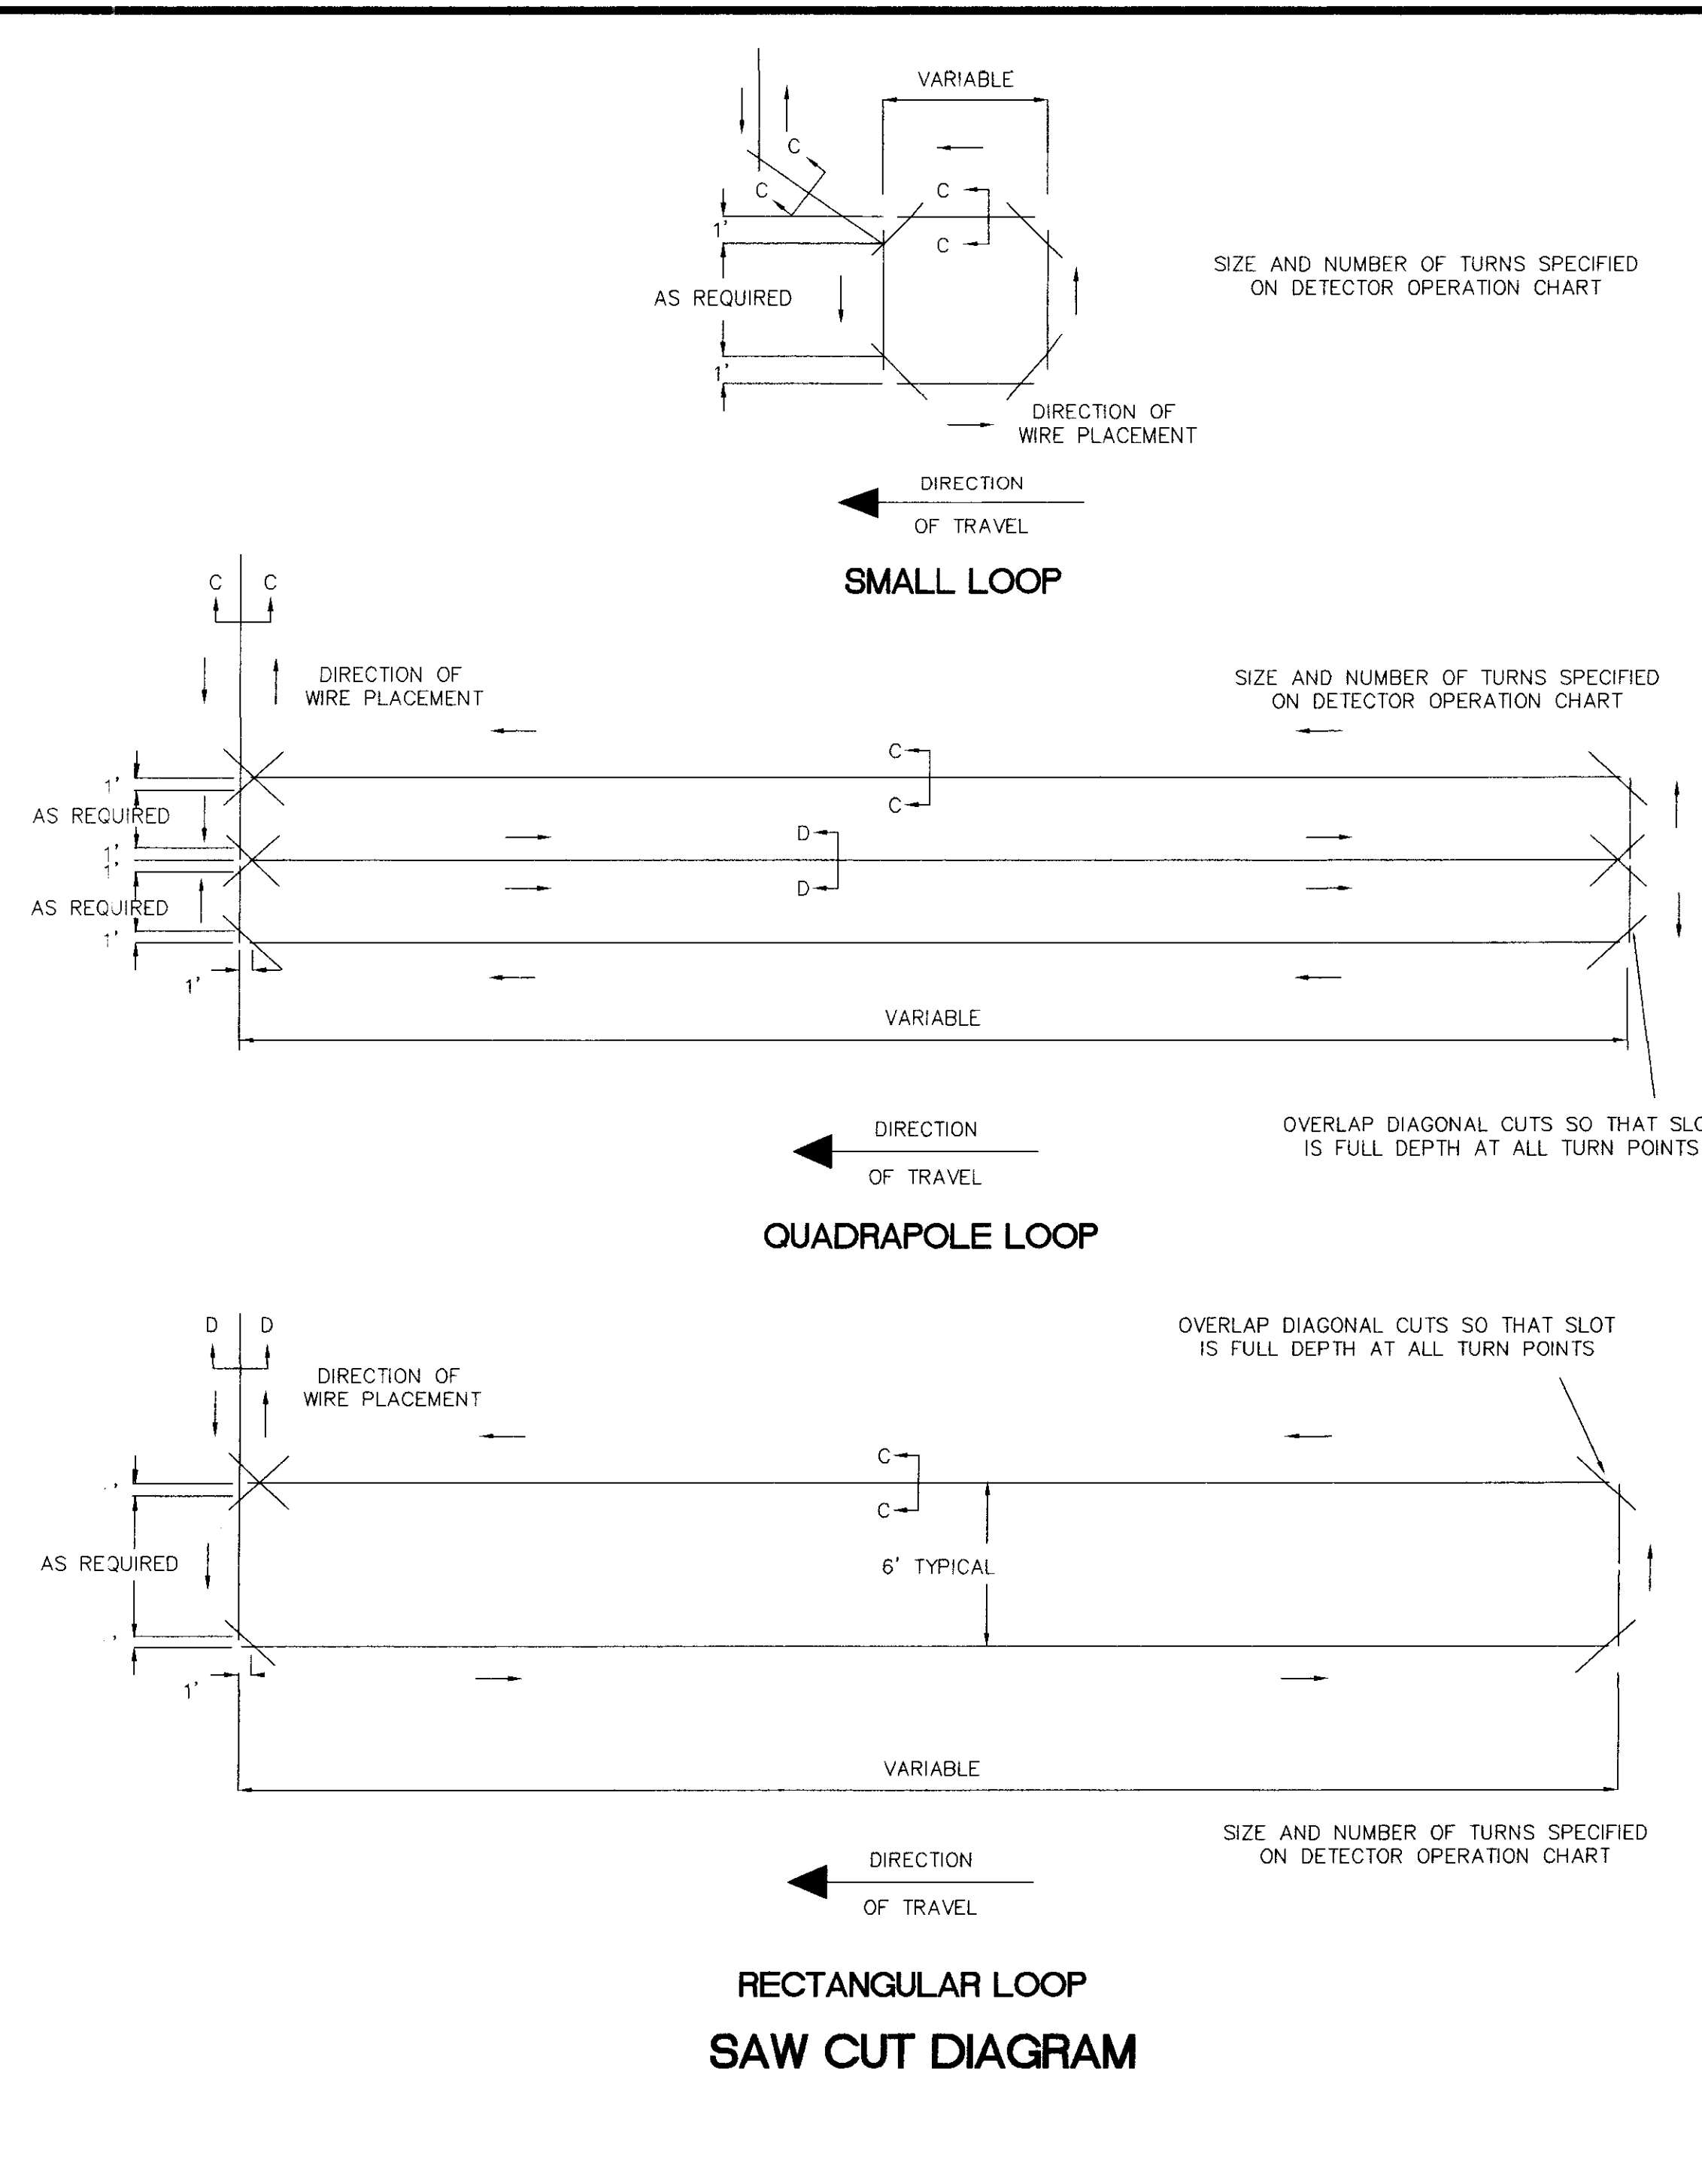 VARIABLE
C
C
C
1'
C
SIZE AND NUMBER OF TURNS SPECIFIED
ON DETECTOR OPERATION CHART
AS REQUIRED
1'
DIRECTION OF
WIRE PLACEMENT
DIRECTION
OF TRAVEL
SMALL LOOP
C C
DIRECTION OF
WIRE PLACEMENT
SIZE AND NUMBER OF TURNS SPECIFIED
ON DETECTOR OPERATION CHART
C
1'
C
AS REQUIRED
D
1'
1'
D
AS REQUIRED
1'
1'
VARIABLE
OVERLAP DIAGONAL CUTS SO THAT
IS FULL DEPTH AT ALL TURN POINTS
DIRECTION
OF TRAVEL
QUADRAPOLE LOOP
D D
OVERLAP DIAGONAL CUTS SO THAT SLOT
IS FULL DEPTH AT ALL TURN POINTS
DIRECTION OF
WIRE PLACEMENT
C
C
AS REQUIRED
6' TYPICAL
1'
VARIABLE
SIZE AND NUMBER OF TURNS SPECIFIED
ON DETECTOR OPERATION CHART
DIRECTION
OF TRAVEL
RECTANGULAR LOOP
SAW CUT DIAGRAM